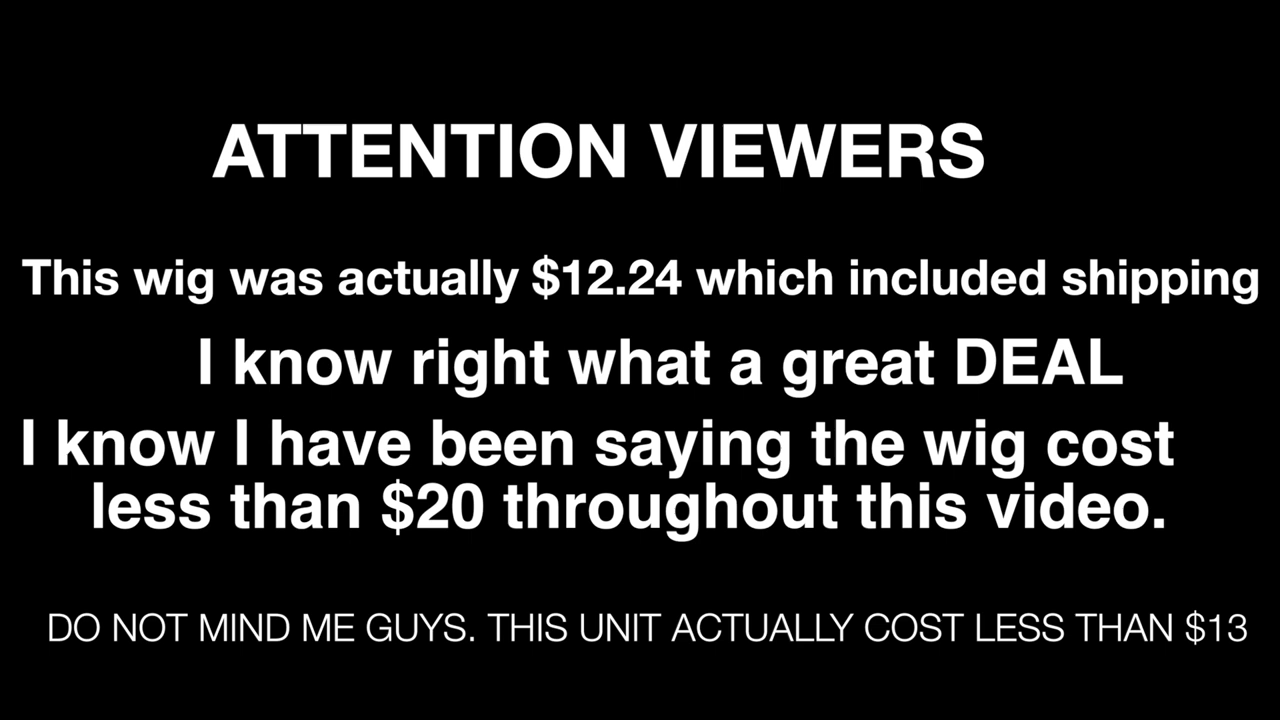 ATTENTION VIEWERS
This wig was actually $12.24 which included shipping
I know right what a great DEAL
I know I have been saying the wig cost
less than $20 throughout this video.
DO NOT MIND ME GUYS. THIS UNIT ACTUALLY COST LESS THAN $13